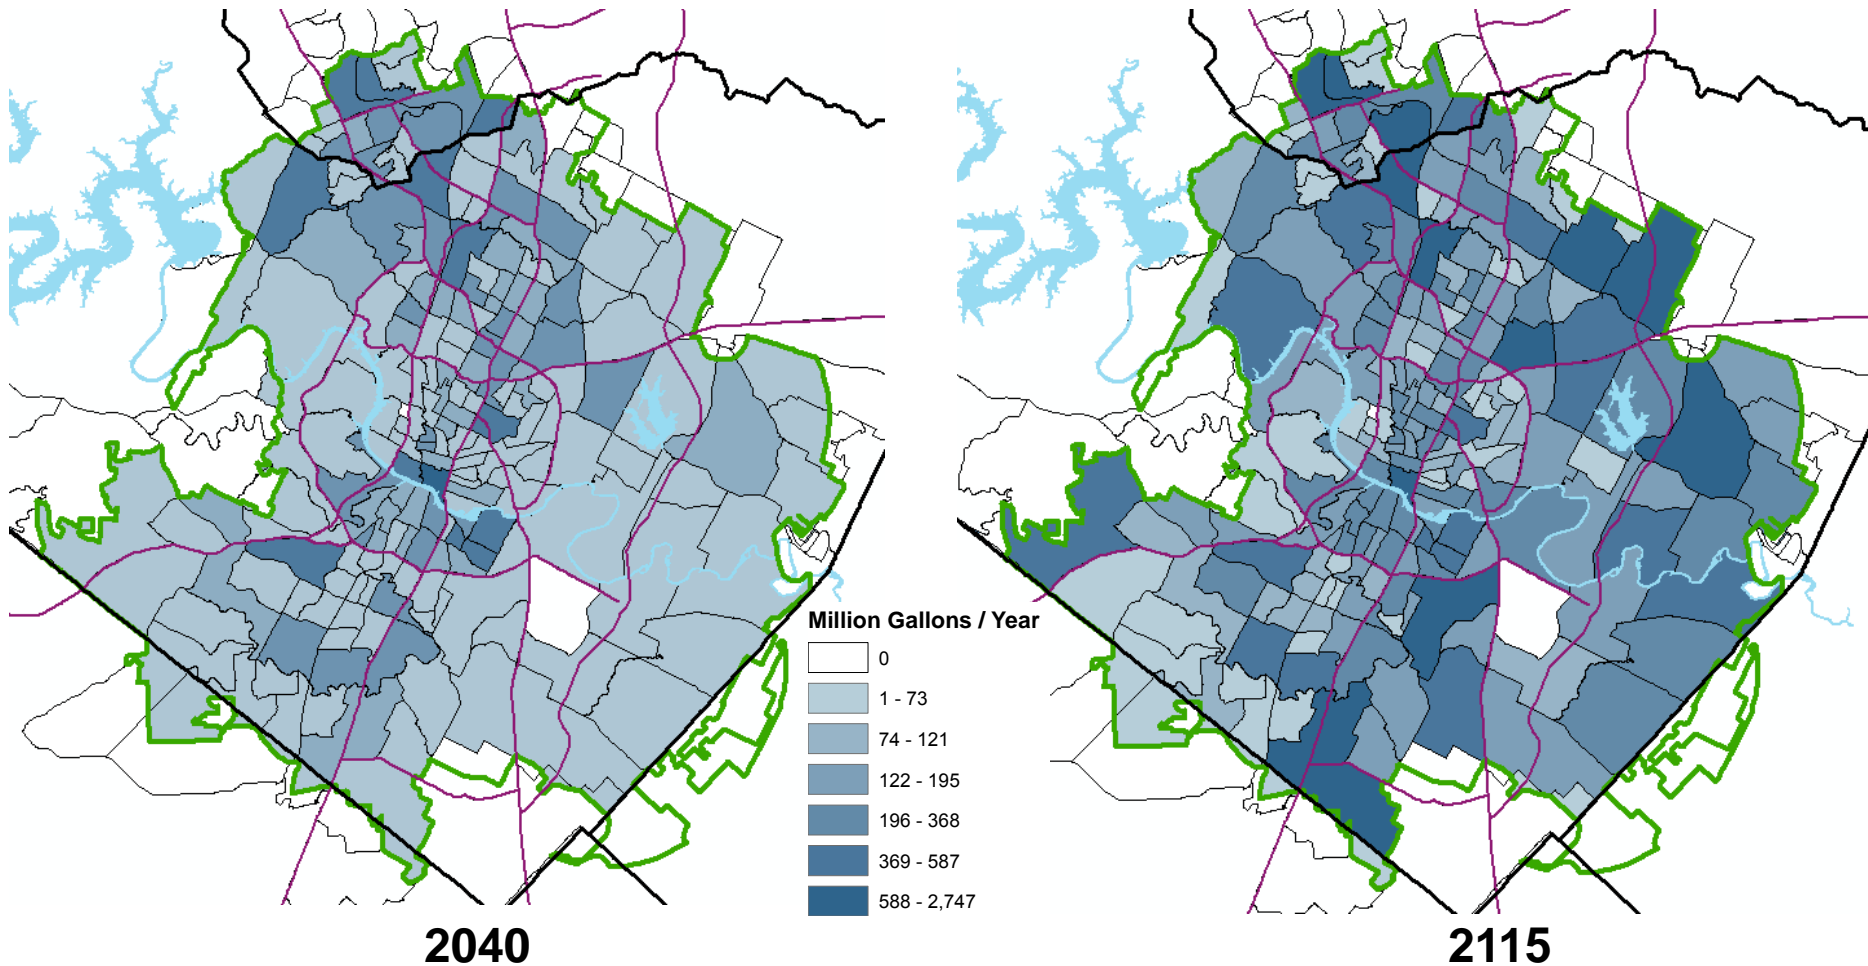 Million Gallons / Year
0
1 - 73
74 - 121
122 - 195
196 - 368
369 - 587
588 - 2,747
2040
2115